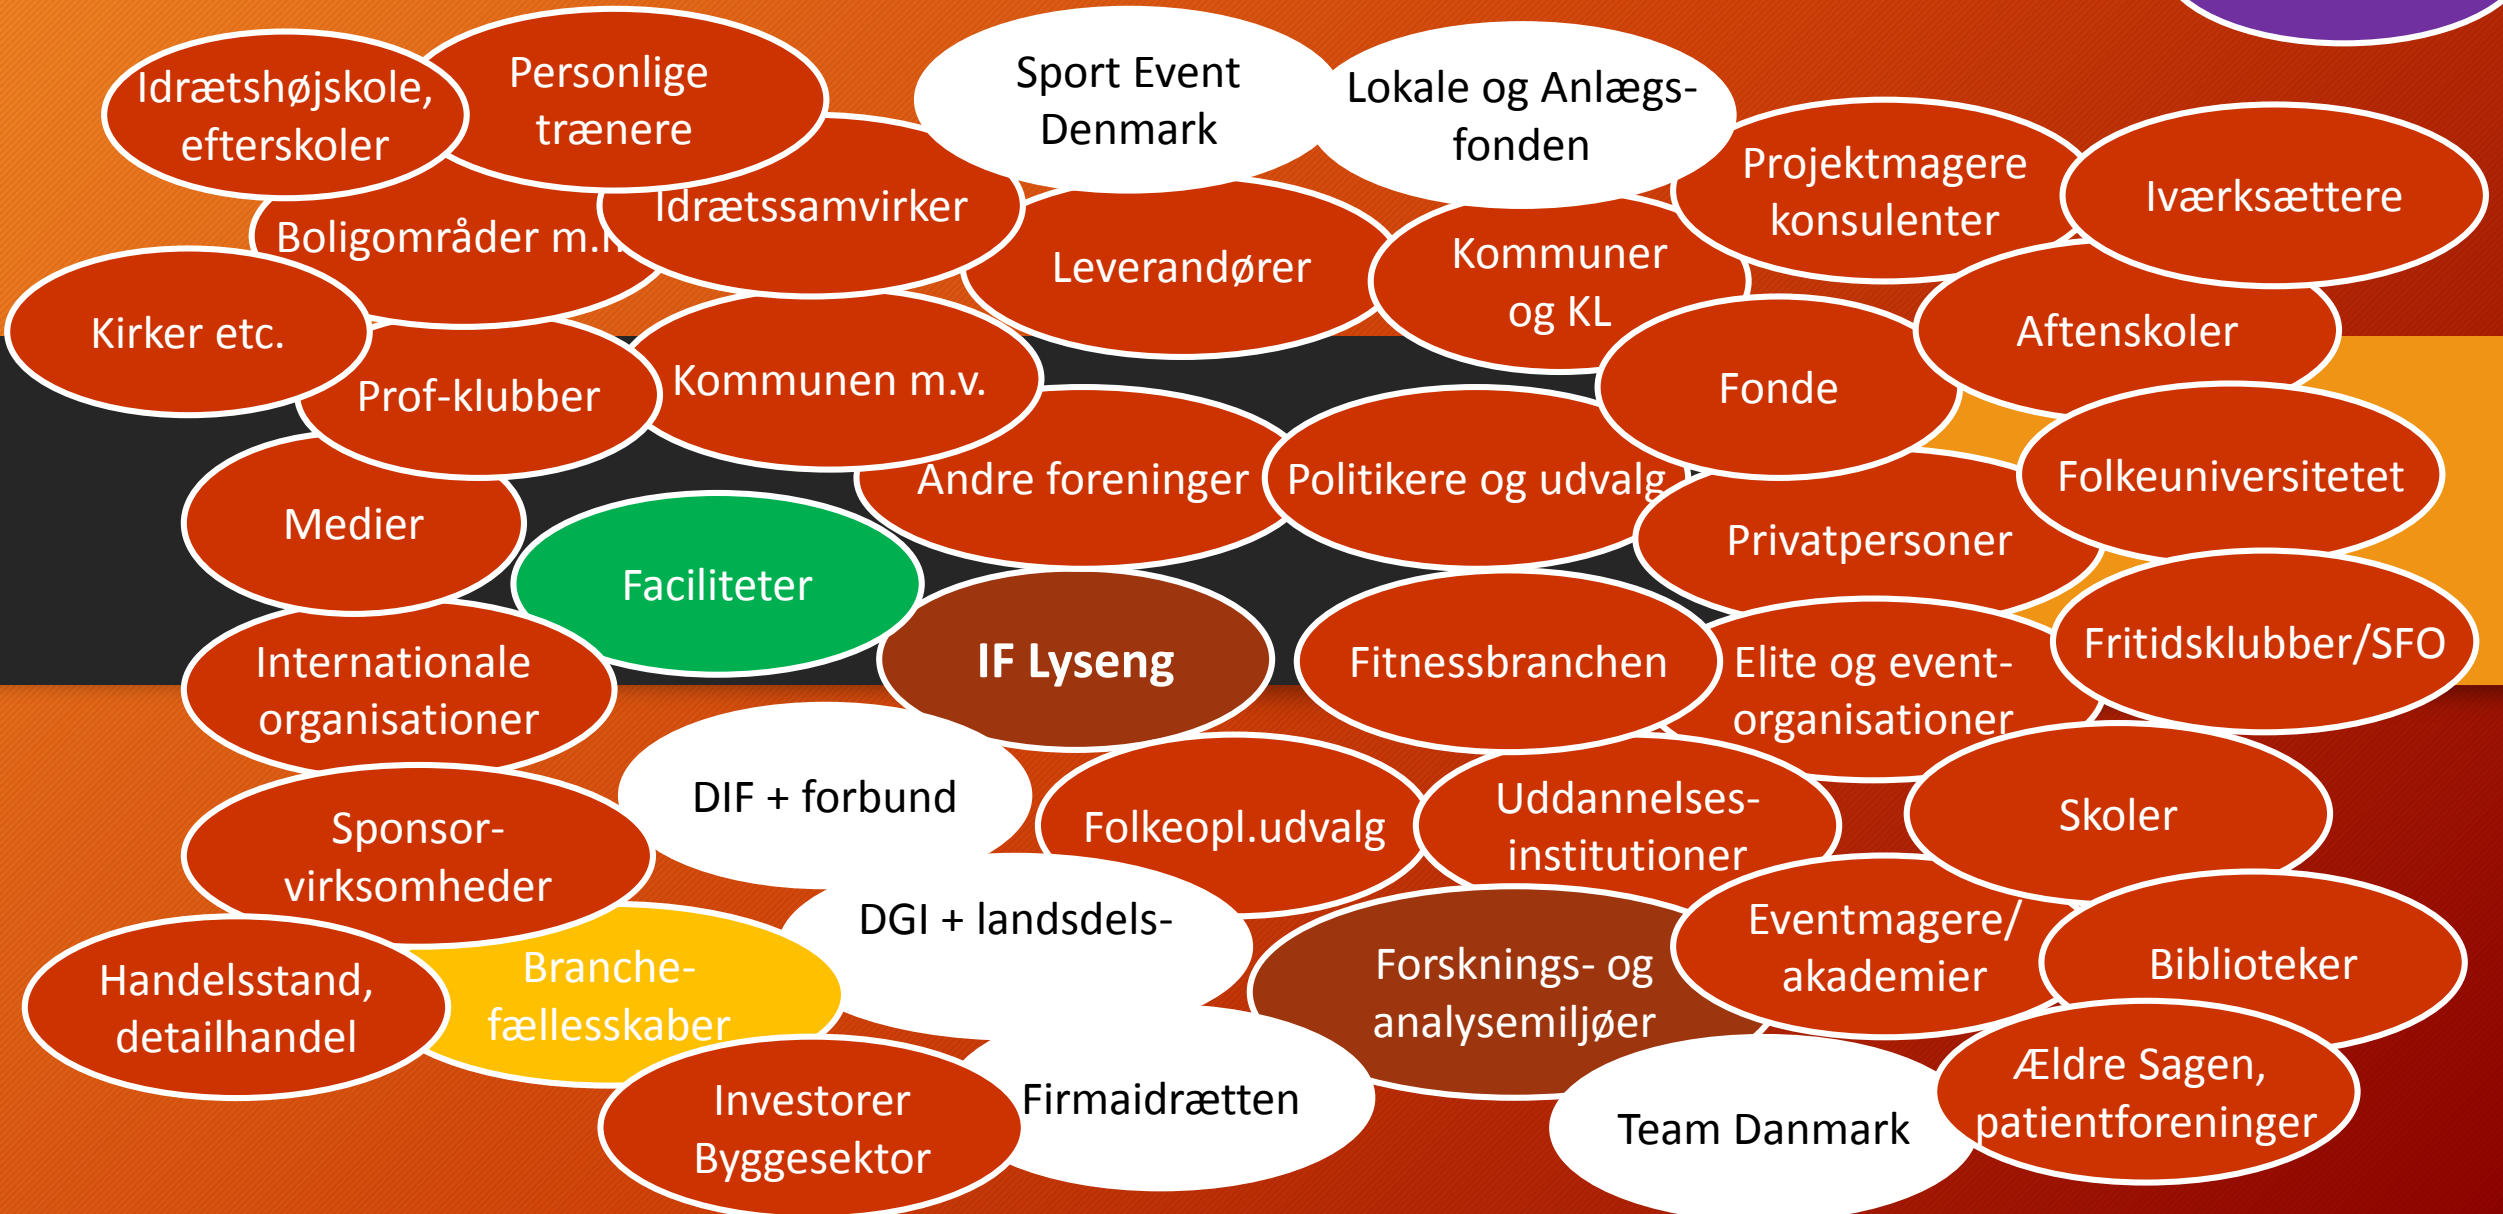 Idrætshøjskole,
efterskoler
Personlige
trænere
Sport Event
Denmark
Lokale og Anlægs-
fonden
Projektmagere
konsulenter
Iværksættere
Boligområder m.
Idrætssamvirker
Leverandører
Kommuner
og KL
Aftenskoler
Kirker etc.
Prof-klubber
Kommunen m.v.
Fonde
Andre foreninger
Politikere og udvalg
Folkeuniversitetet
Medier
Faciliteter
Privatpersoner
IF Lyseng
Fitnessbranchen
Elite og event-
organisationer
Fritidsklubber/SFO
Internationale
organisationer
DIF + forbund
Folkeopl.udvalg
Uddannelses-
institutioner
Skoler
Sponsor-
virksomheder
DGI + landsdels-
Forsknings- og
analysemiljøer
Eventmagere/
akademier
Biblioteker
Handelsstand,
detailhandel
Branche-
fællesskaber
Investorer
Byggesektor
Firmaidrætten
Team Danmark
Ældre Sagen,
patientforeninger